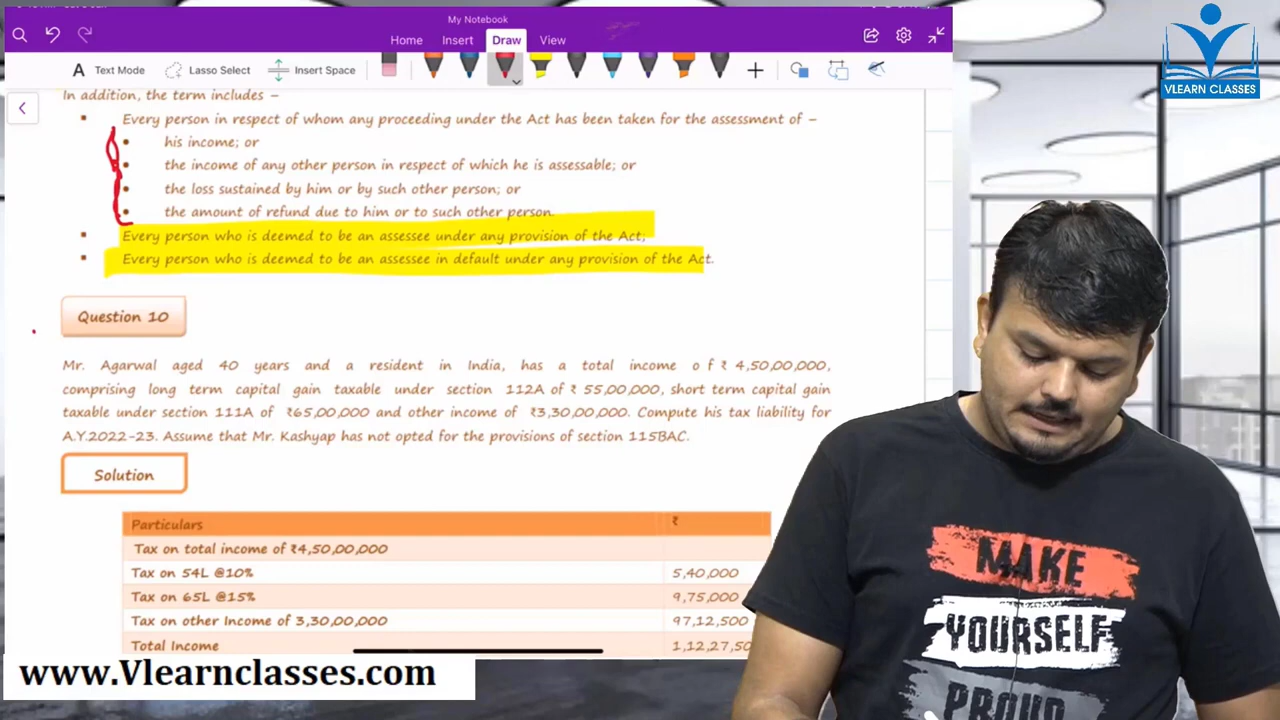 My Notebook
Home Insert Draw View
Text Mode Lasso Select Insert Space
In addition, the term includes –
Every person in respect of whom any proceeding under the Act has been taken for the assessment of –
his income; or
the income of any other person in respect of which he is assessable; or
the loss sustained by him or by such other person; or
the amount of refund due to him or to such other person.
Every person who is deemed to be an assessee under any provision of the Act;
Every person who is deemed to be an assessee in default under any provision of the Act.
Question 10
Mr. Agarwal aged 40 years and a resident in India, has a total income o f ₹ 4,50,00,000,
comprising long term capital gain taxable under section 112A of ₹ 55,00,000, short term capital gain
taxable under section 111A of ₹65,00,000 and other income of ₹3,30,00,000. Compute his tax liability for
A.Y.2022-23. Assume that Mr. Kashyap has not opted for the provisions of section 115BAC.
Solution
Particulars ₹
Tax on total income of ₹4,50,00,000
Tax on 54L @10% 5,40,000
Tax on 65L @15% 9,75,000
Tax on other Income of 3,30,00,000 97,12,500
Total Income 1,12,27,50
www.Vlearnclasses.com
VLEARN CLASSES
MAKE
YOURSELF
PROUD